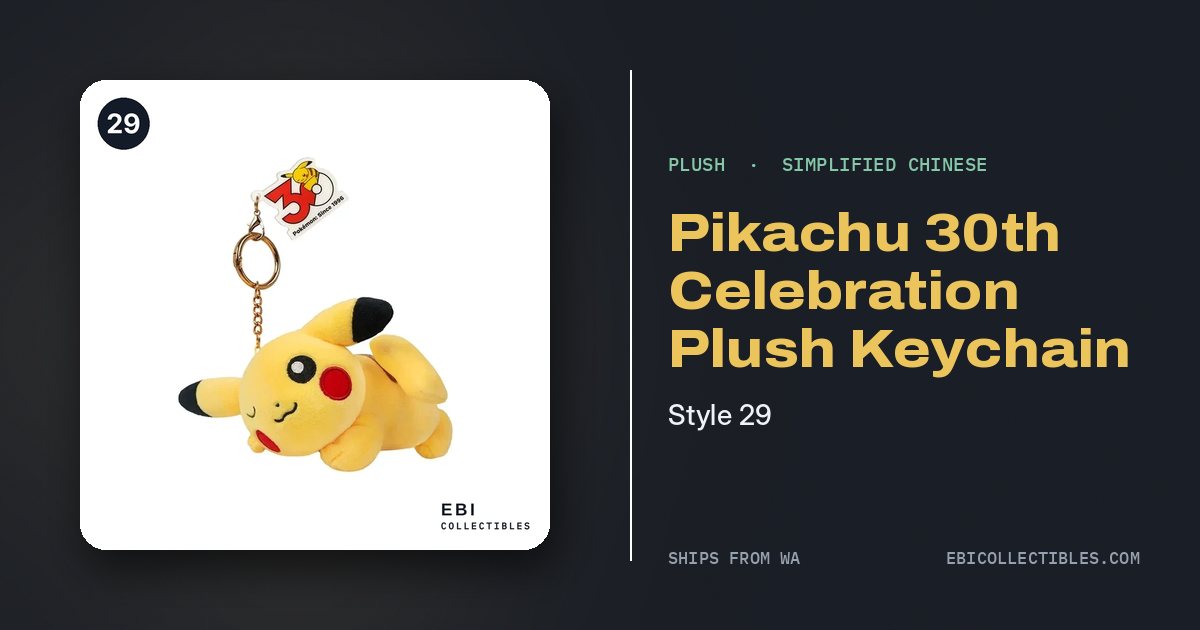 29
30
Pokémon: Since 1996
EBI
COLLECTIBLES
PLUSH · SIMPLIFIED CHINESE
Pikachu 30th
Celebration
Plush Keychain
Style 29
SHIPS FROM WA
EBICOLLECTIBLES.COM